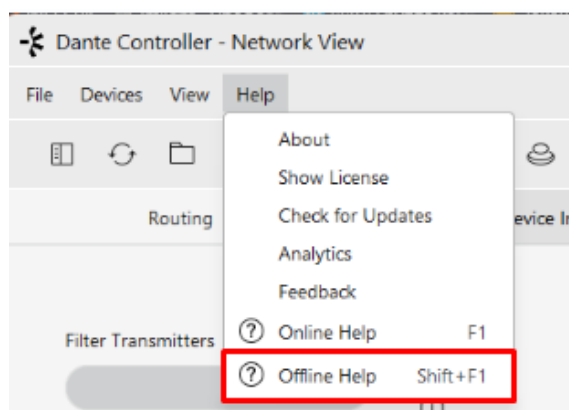 Dante Controller - Network View
File Devices View Help
About
Show License
Check for Updates
Routing
evice I
Analytics
Feedback
Online Help F1
Filter Transmitters
Offline Help Shift+F1